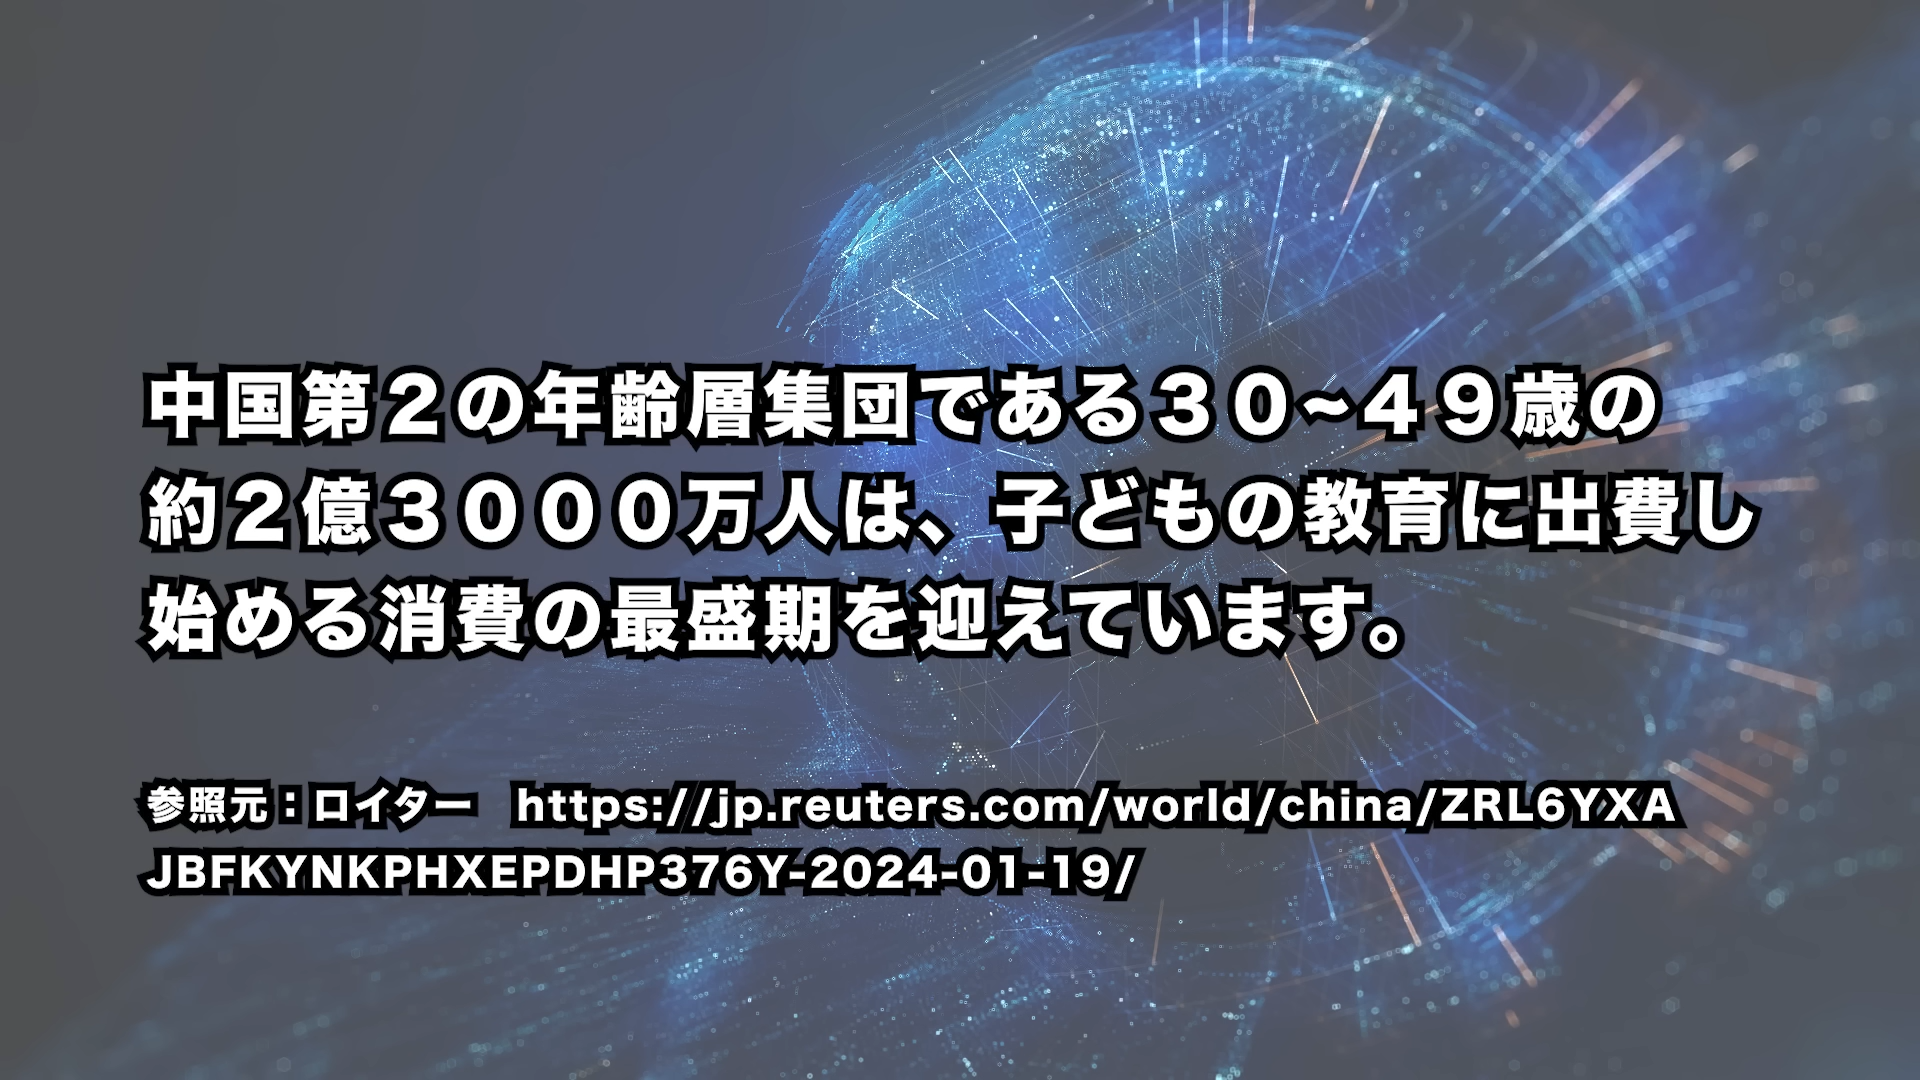 中国第２の年齢層集団である３０~４９歳の
約２億３０００万人は、子どもの教育に出費し
始める消費の最盛期を迎えています。
参照元：ロイター　https://jp.reuters.com/world/china/ZRL6YXA
JBFKYNKPHXEPDHP376Y-2024-01-19/